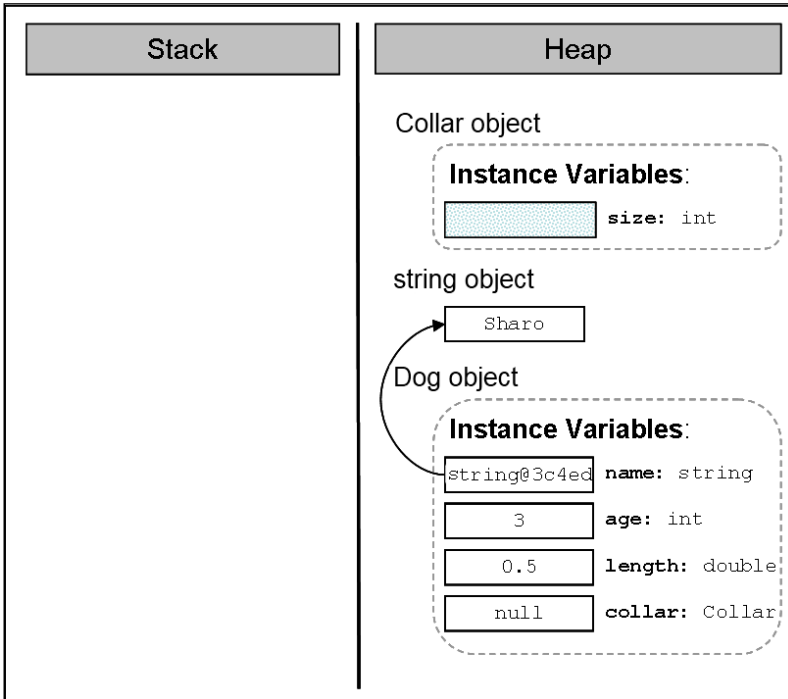 Stack
Heap
Collar object
Instance Variables:
size: int
string object
Sharo
Dog object
Instance Variables:
string@3c4ed name: string
3 age: int
0.5 length: double
null collar: Collar